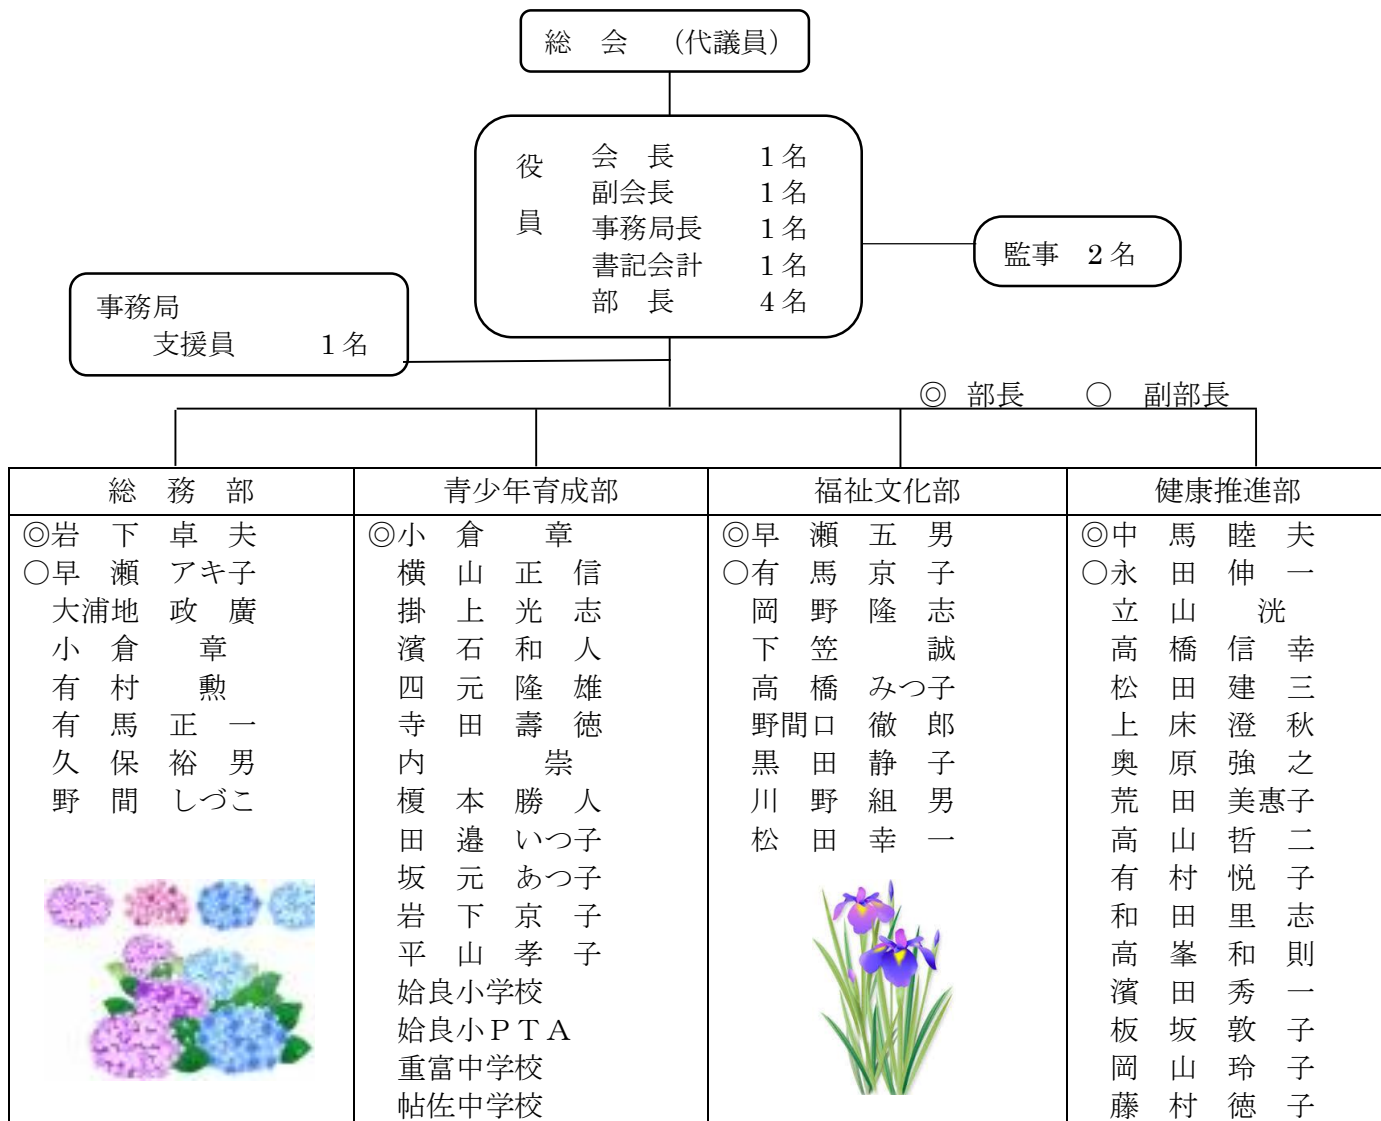 総　会　（代議員）
役員
会　長　　　1名
副会長　　　1名
事務局長　　1名
書記会計　　1名
部　長　　　4名
監事　2名
事務局
支援員　　　1名
◎　部長　　○　副部長
総　務　部
◎岩　下　卓　夫
○早　瀬　アキ子
大浦地　政　廣
小　倉　　　章
有　村　　　勲
有　馬　正　一
久　保　裕　男
野　間　しづこ
青少年育成部
◎小　倉　　　章
横　山　正　信
掛　上　光　志
濱　石　和　人
四　元　隆　雄
寺　田　壽　徳
内　　　　　崇
榎　本　勝　人
田　邉　いつ子
坂　元　あつ子
岩　下　京　子
平　山　孝　子
姶良小学校
姶良小ＰＴＡ
重富中学校
帖佐中学校
福祉文化部
◎早　瀬　五　男
○有　馬　京　子
岡　野　隆　志
下　笠　　　誠
高　橋　みつ子
野間口　徹　郎
黒　田　静　子
川　野　組　男
松　田　幸　一
健康推進部
◎中　馬　睦　夫
○永　田　伸　一
立　山　　　洸
高　橋　信　幸
松　田　建　三
上　床　澄　秋
奥　原　強　之
荒　田　美惠子
高　山　哲　二
有　村　悦　子
和　田　里　志
高　峯　和　則
濱　田　秀　一
板　坂　敦　子
岡　山　玲　子
藤　村　徳　子